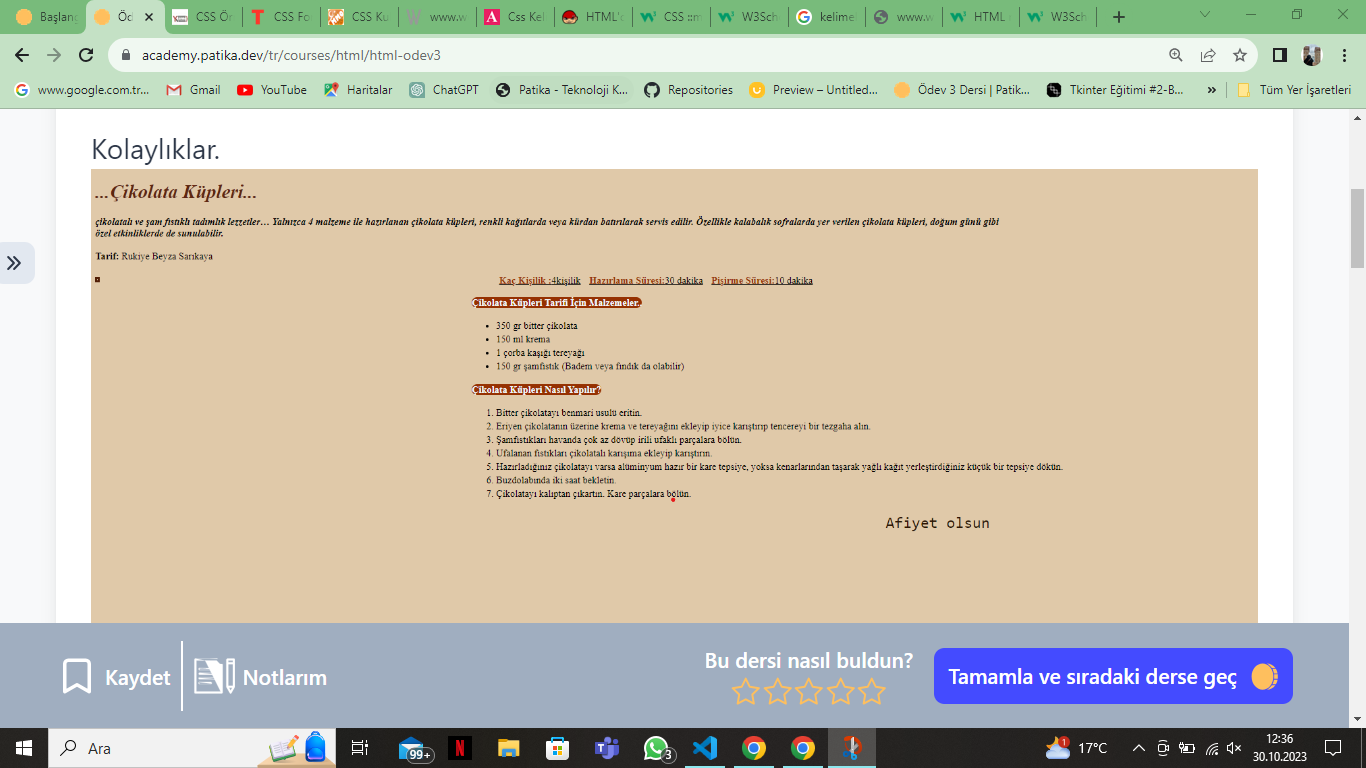 Başlan
Öd
CSS Ö
CSS Fo
CSS Ku
www.w
Css Kel
HTML'
CSS ::m
W3Sch
kelime
www.w
HTML
W3Sch
academy.patika.dev/tr/courses/html/html-odev3
www.google.com.tr...
Gmail
YouTube
Haritalar
ChatGPT
Patika - Teknoloji K...
Repositories
Preview – Untitled...
Ödev 3 Dersi | Patik...
Tkinter Eğitimi #2-B...
»
Tüm Yer İşaretleri
Kolaylıklar.
...Çikolata Küpleri...
çikolatalı ve şam fıstıklı tadımlık lezzetler… Yalnızca 4 malzeme ile hazırlanan çikolata küpleri, renkli kağıtlarda veya kürdan batırılarak servis edilir. Özellikle kalabalık sofralarda yer verilen çikolata küpleri, doğum günü gibi
özel etkinliklerde de sunulabilir.
Tarif: Rukiye Beyza Sarıkaya
Kaç Kişilik :4kişilik Hazırlama Süresi:30 dakika Pişirme Süresi:10 dakika
Çikolata Küpleri Tarifi İçin Malzemeler.
• 350 gr bitter çikolata
• 150 ml krema
• 1 çorba kaşığı tereyağı
• 150 gr şamfıstık (Badem veya fındık da olabilir)
Çikolata Küpleri Nasıl Yapılır?
1. Bitter çikolatayı benmari usulü eritin.
2. Eriyen çikolatanın üzerine krema ve tereyağını ekleyip iyice karıştırıp tencereyi bir tezgaha alın.
3. Şamfıstıkları havanda çok az dövüp irili ufaklı parçalara bölün.
4. Ufalanan fıstıkları çikolatalı karışıma ekleyip karıştırın.
5. Hazırladığınız çikolatayı varsa alüminyum hazır bir kare tepsiye, yoksa kenarlarından taşarak yağlı kağıt yerleştirdiğiniz küçük bir tepsiye dökün.
6. Buzdolabında iki saat bekletin.
7. Çikolatayı kalıptan çıkartın. Kare parçalara bölün.
Afiyet olsun
Kaydet
Notlarım
Bu dersi nasıl buldun?
Tamamla ve sıradaki derse geç
Ara
99+
N
3
1
17°C
12:36
30.10.2023